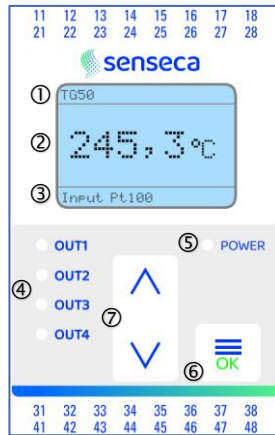 11 12 13 14 15 16 17 18
21 22 23 24 25 26 27 28
senseca
① TG50
② 245,3 °C
③ Input Pt100
OUT1
⑤ POWER
④ OUT2
OUT3
⑦
OUT4
⑥ OK
31 32 33 34 35 36 37 38
41 42 43 44 45 46 47 48